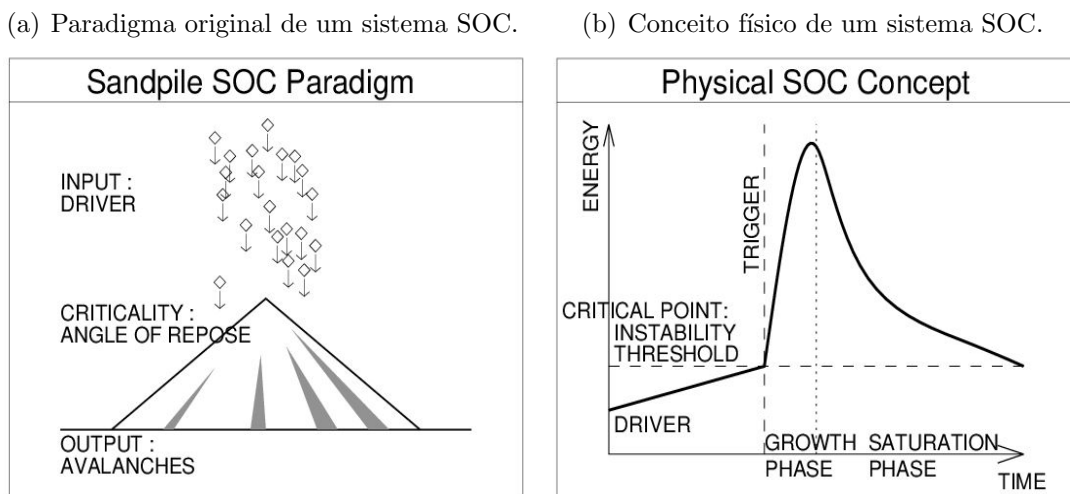 (a) Paradigma original de um sistema SOC.
(b) Conceito físico de um sistema SOC.
Sandpile SOC Paradigm
INPUT :
DRIVER
CRITICALITY :
ANGLE OF REPOSE
OUTPUT :
AVALANCHES
Physical SOC Concept
ENERGY
TRIGGER
CRITICAL POINT:
INSTABILITY
THRESHOLD
DRIVER
GROWTH
PHASE
SATURATION
PHASE
TIME